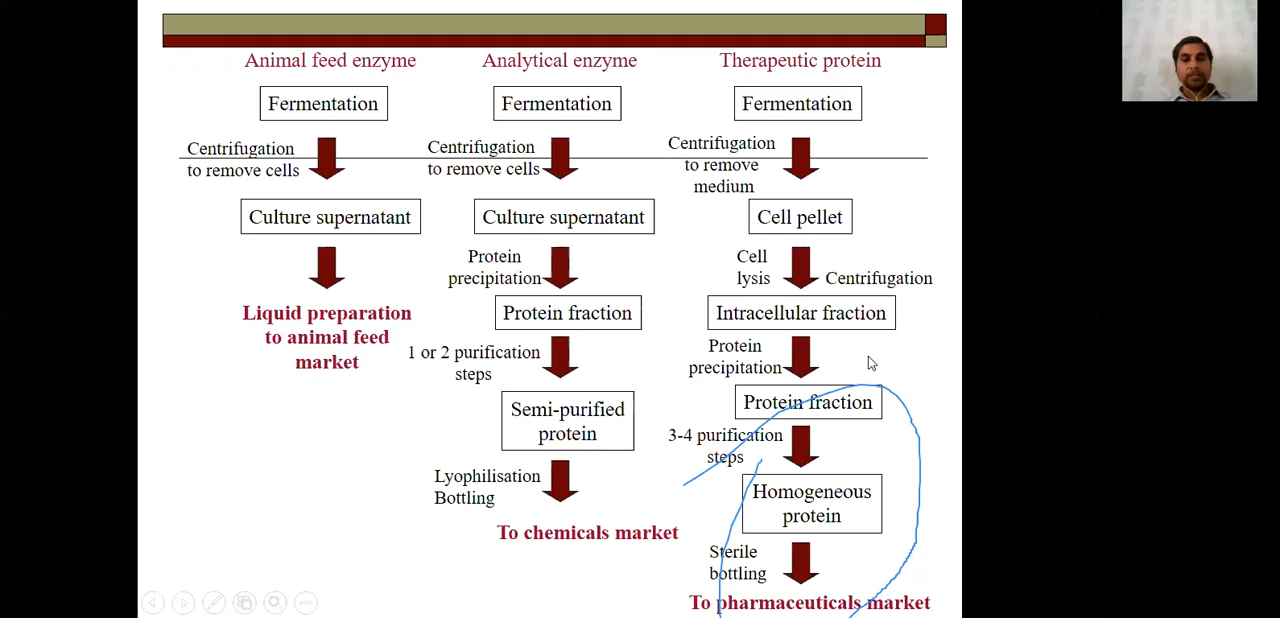 Animal feed enzyme
Fermentation
Centrifugation
to remove cells
Culture supernatant
Liquid preparation
to animal feed
market
Analytical enzyme
Fermentation
Centrifugation
to remove cells
Culture supernatant
Protein
precipitation
Protein fraction
1 or 2 purification
steps
Semi-purified
protein
Lyophilisation
Bottling
To chemicals market
Therapeutic protein
Fermentation
Centrifugation
to remove
medium
Cell pellet
Cell
lysis
Centrifugation
Intracellular fraction
Protein
precipitation
Protein fraction
3-4 purification
steps
Homogeneous
protein
Sterile
bottling
To pharmaceuticals market